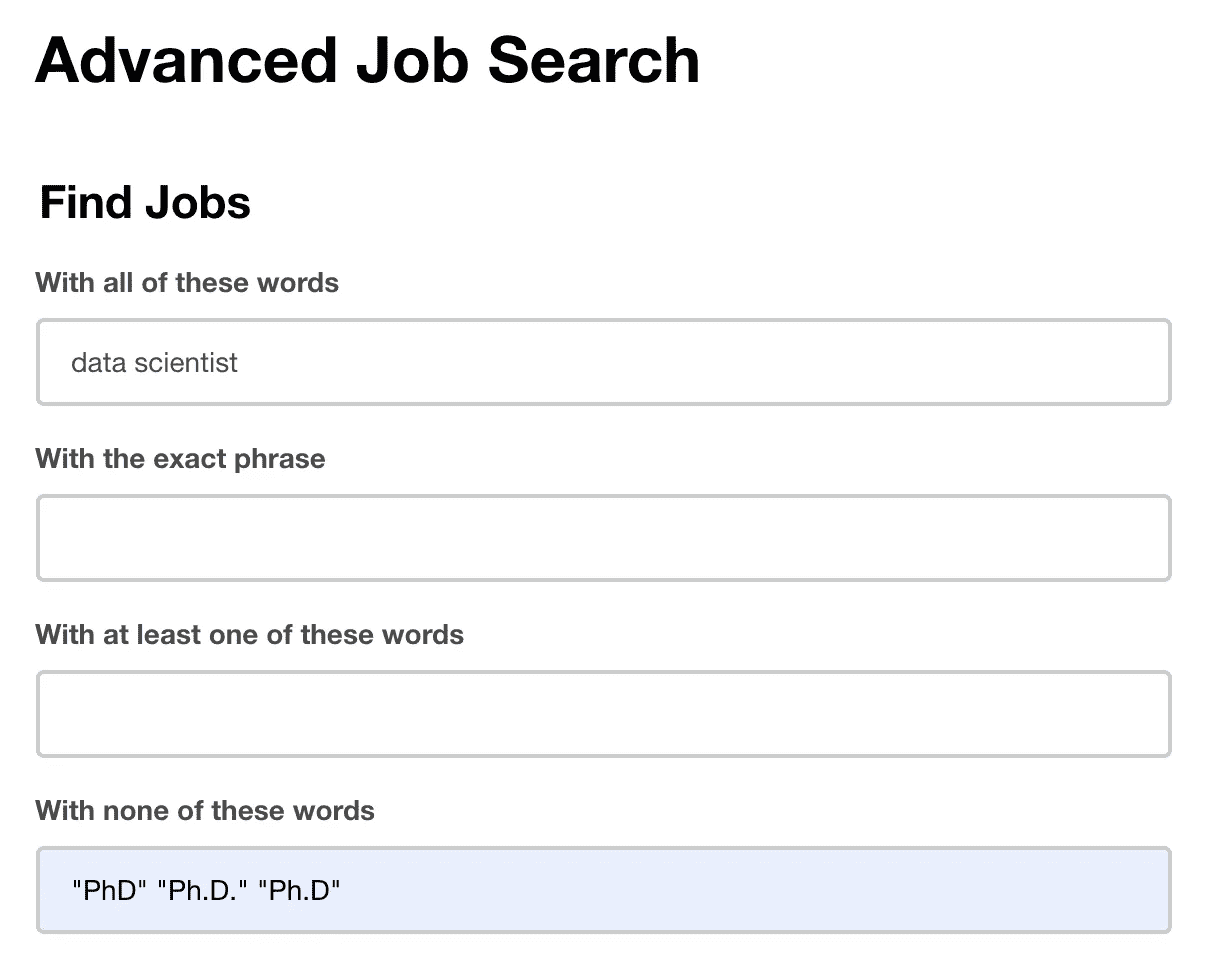 Advanced Job Search
Find Jobs
With all of these words
data scientist
With the exact phrase
With at least one of these words
With none of these words
"PhD" "Ph.D." "Ph.D"